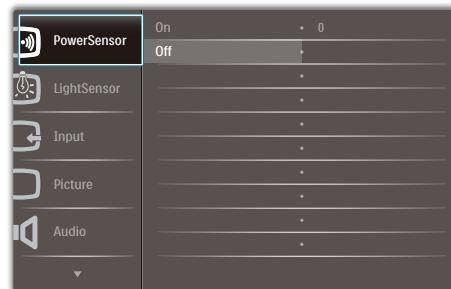 PowerSensor
On • 0
Off •
LightSensor
Input
Picture
Audio